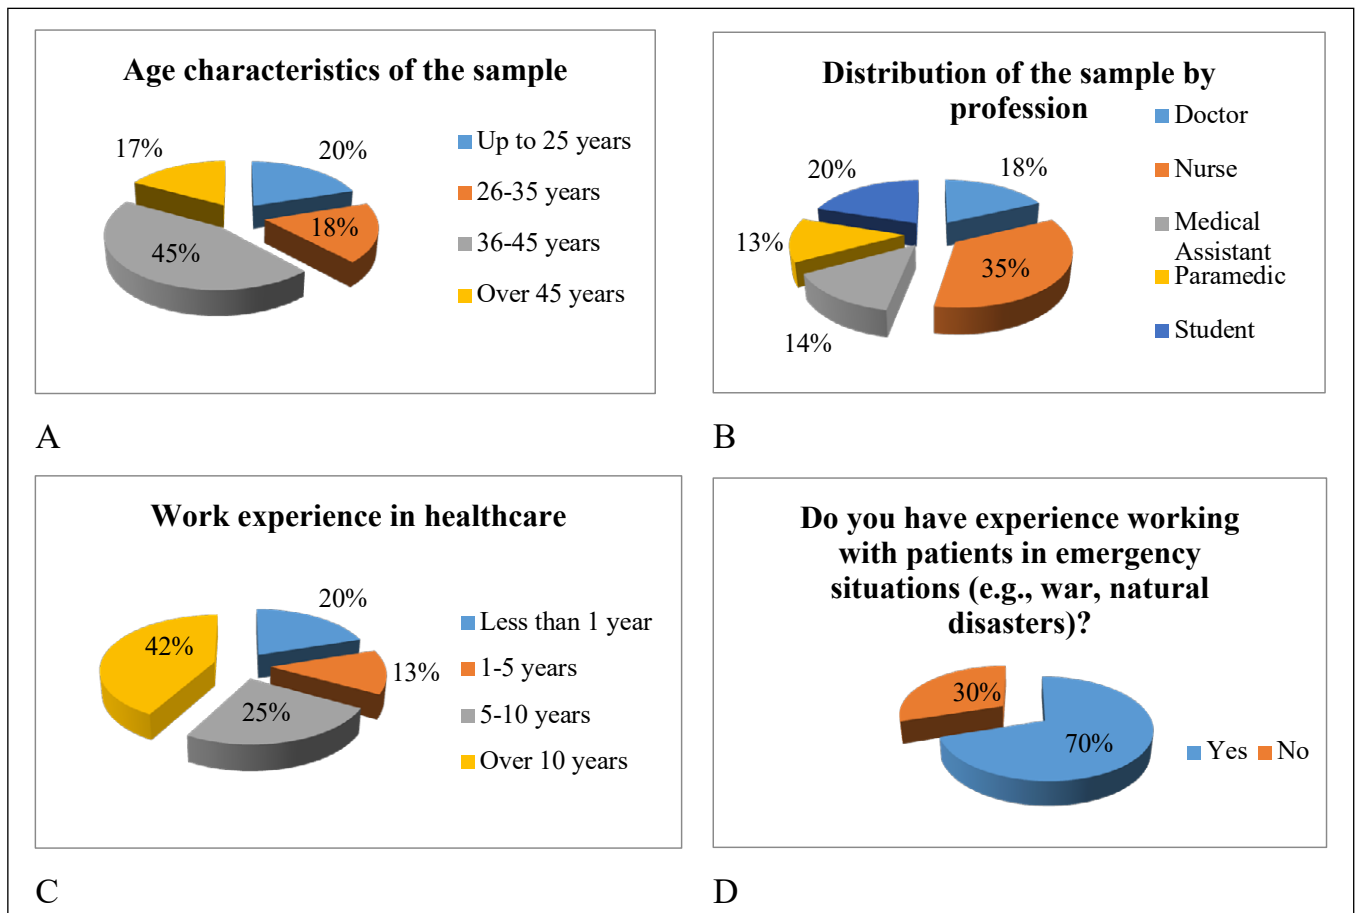 Age characteristics of the sample
17%
20%
18%
45%
Up to 25 years
26-35 years
36-45 years
Over 45 years
A
Distribution of the sample by
profession
20%
18%
13%
35%
14%
Doctor
Nurse
Medical
Assistant
Paramedic
Student
B
Work experience in healthcare
20%
42%
13%
25%
Less than 1 year
1-5 years
5-10 years
Over 10 years
C
Do you have experience working
with patients in emergency
situations (e.g., war, natural
disasters)?
30%
70%
Yes No
D